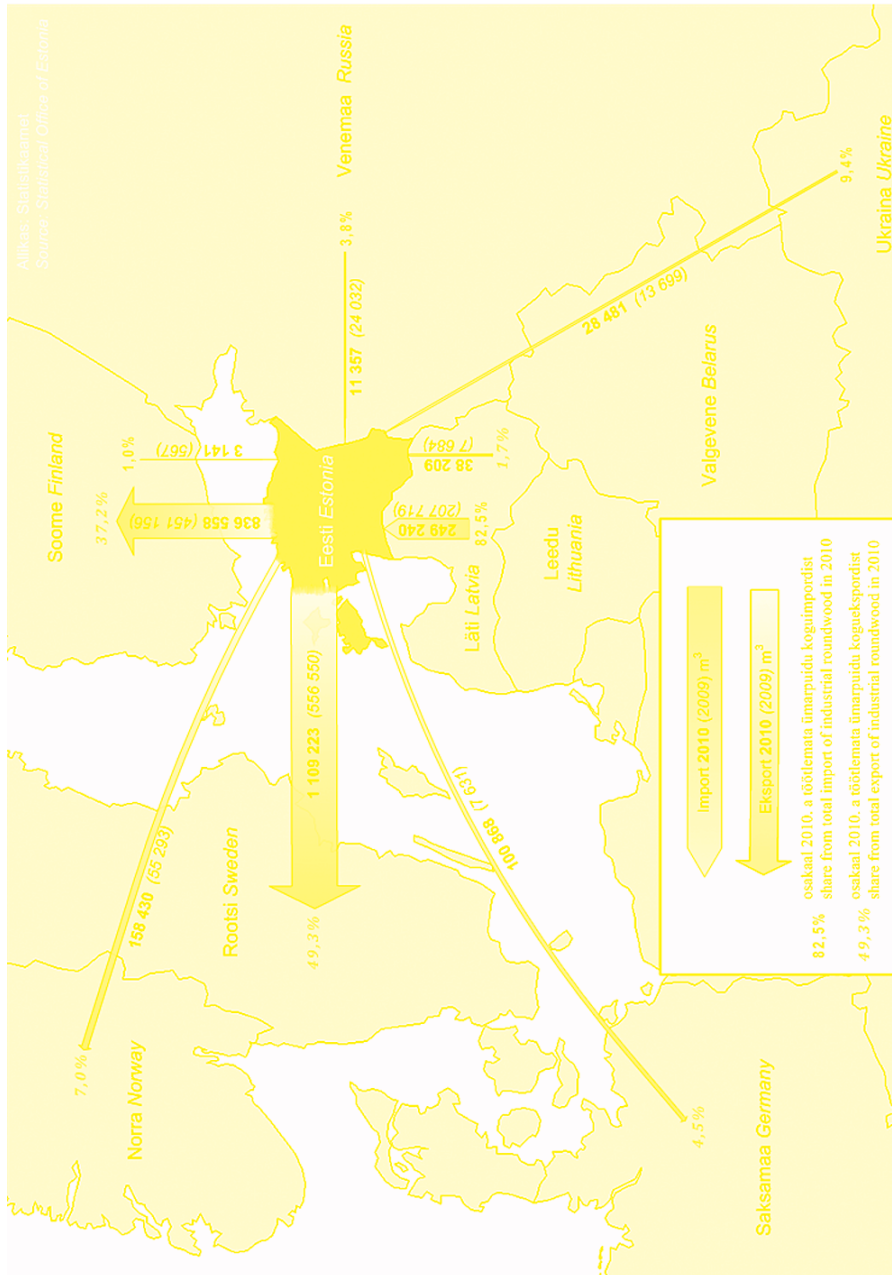 Allikas: Statistikaamet
Source: Statistical Office of Estonia
Soome Finland
37,2%
1,0%
836 558 (451 156)
3 141 (567)
Venemaa Russia
3,8%
11 357 (24 032)
Norra Norway
7,0%
158 430 (55 293)
Rootsi Sweden
49,3%
1 109 223 (556 550)
Eesti Estonia
249 240
(207 719)
82,5%
38 209
(7 684)
1,7%
Läti Latvia
Leedu
Lithuania
28 481 (13 699)
Valgevene Belarus
9,4%
Ukraina Ukraine
100 868 (7 631)
4,5%
Saksamaa Germany
Import 2010 (2009) m³
Eksport 2010 (2009) m³
82,5% osakaal 2010. a töötlemata ümarpuidu koguimpordist
share from total import of industrial roundwood in 2010
49,3% osakaal 2010. a töötlemata ümarpuidu koguekspordist
share from total export of industrial roundwood in 2010